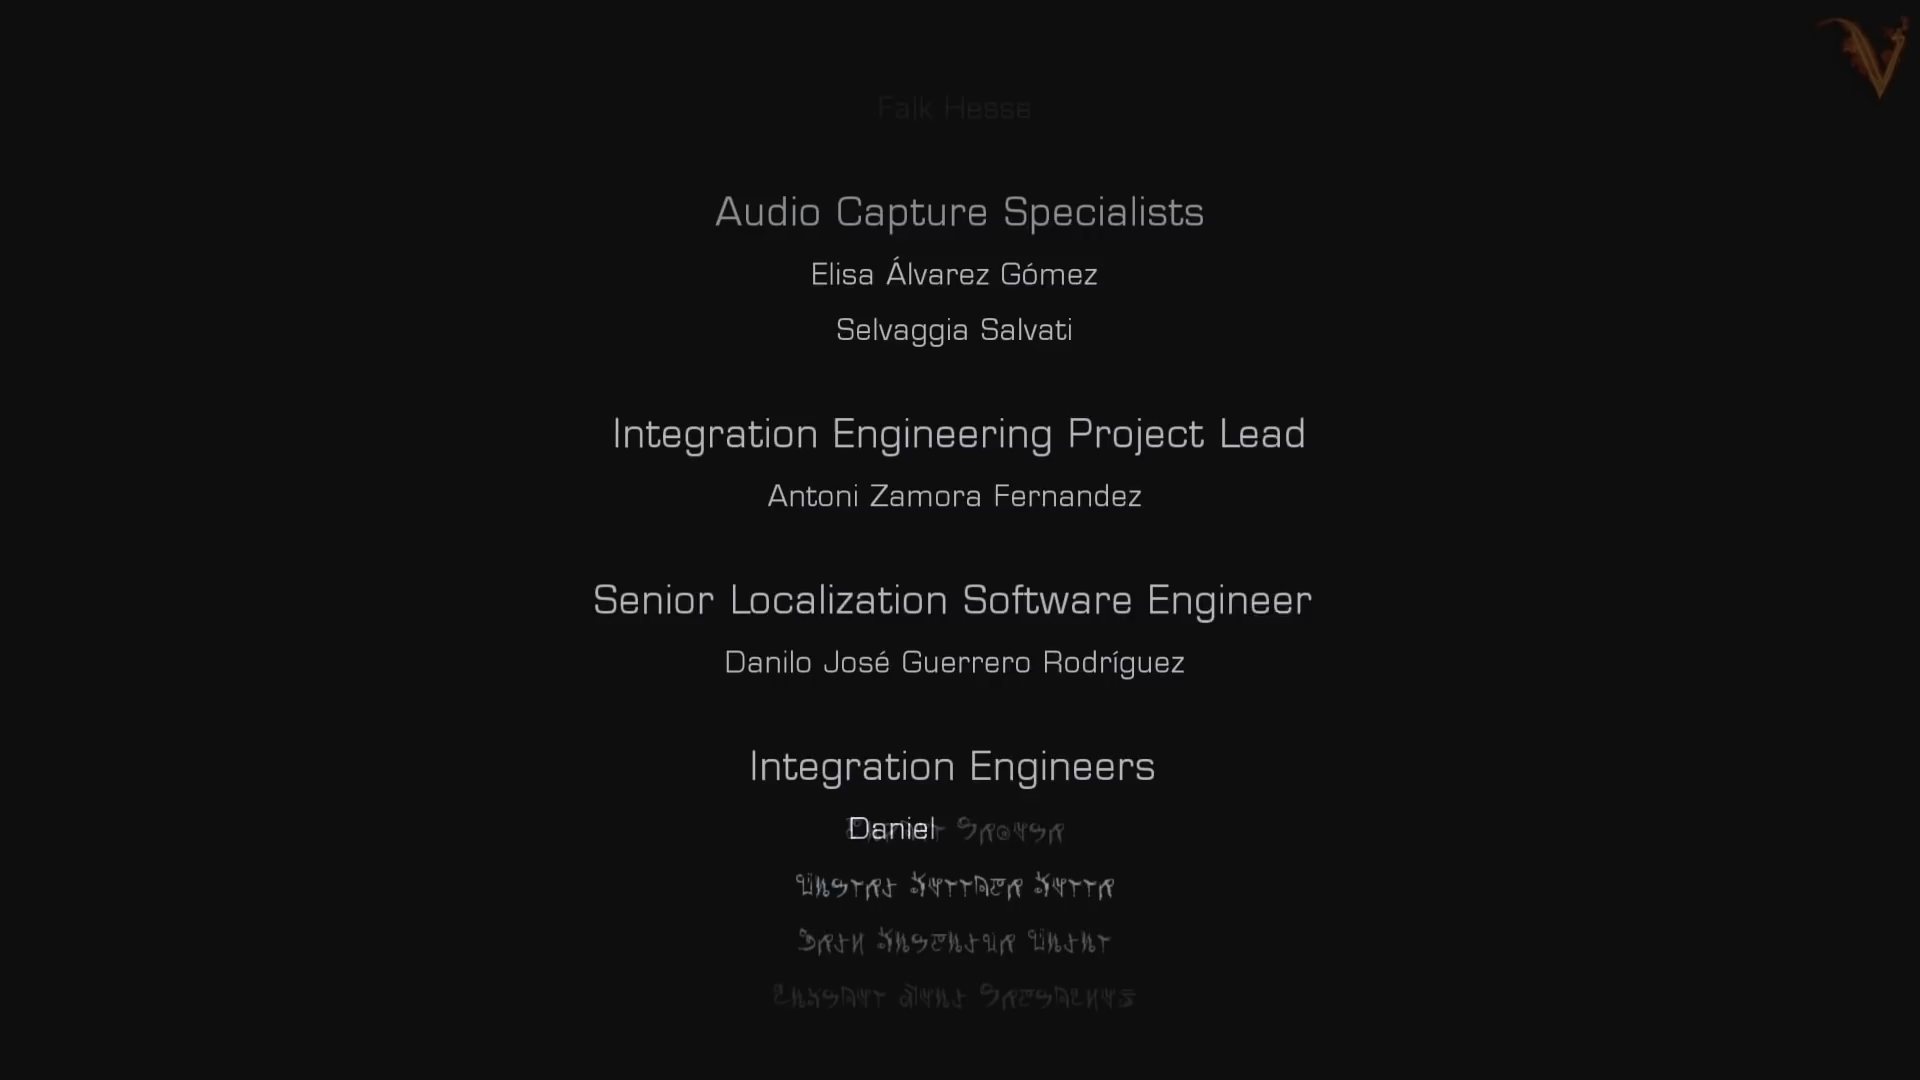 Falk Hesse
Audio Capture Specialists
Elisa Álvarez Gómez
Selvaggia Salvati
Integration Engineering Project Lead
Antoni Zamora Fernandez
Senior Localization Software Engineer
Danilo José Guerrero Rodríguez
Integration Engineers
Daniel